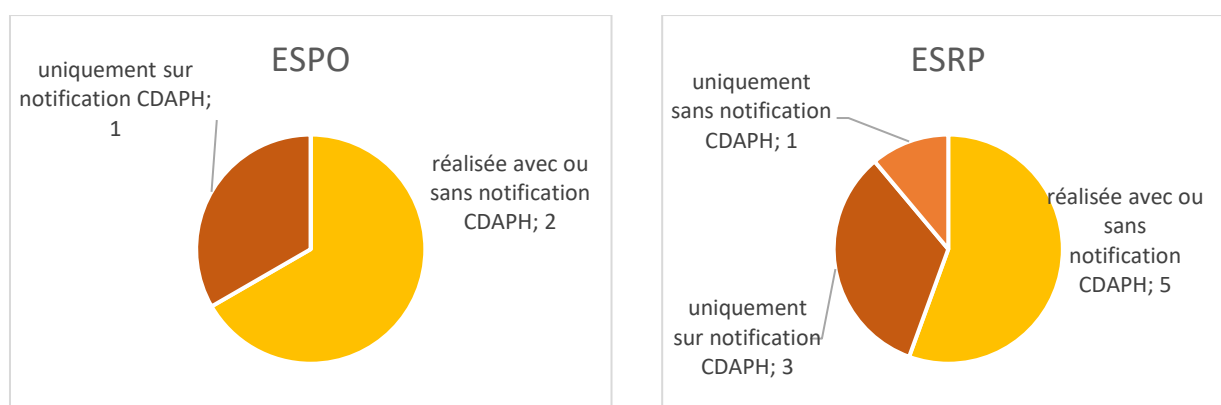 ESPO
uniquement sur
notification CDAPH;
1
réalisée avec ou
sans notification
CDAPH; 2
ESRP
uniquement
sans notification
CDAPH; 1
réalisée avec ou
sans
notification
CDAPH; 5
uniquement
sur notification
CDAPH; 3